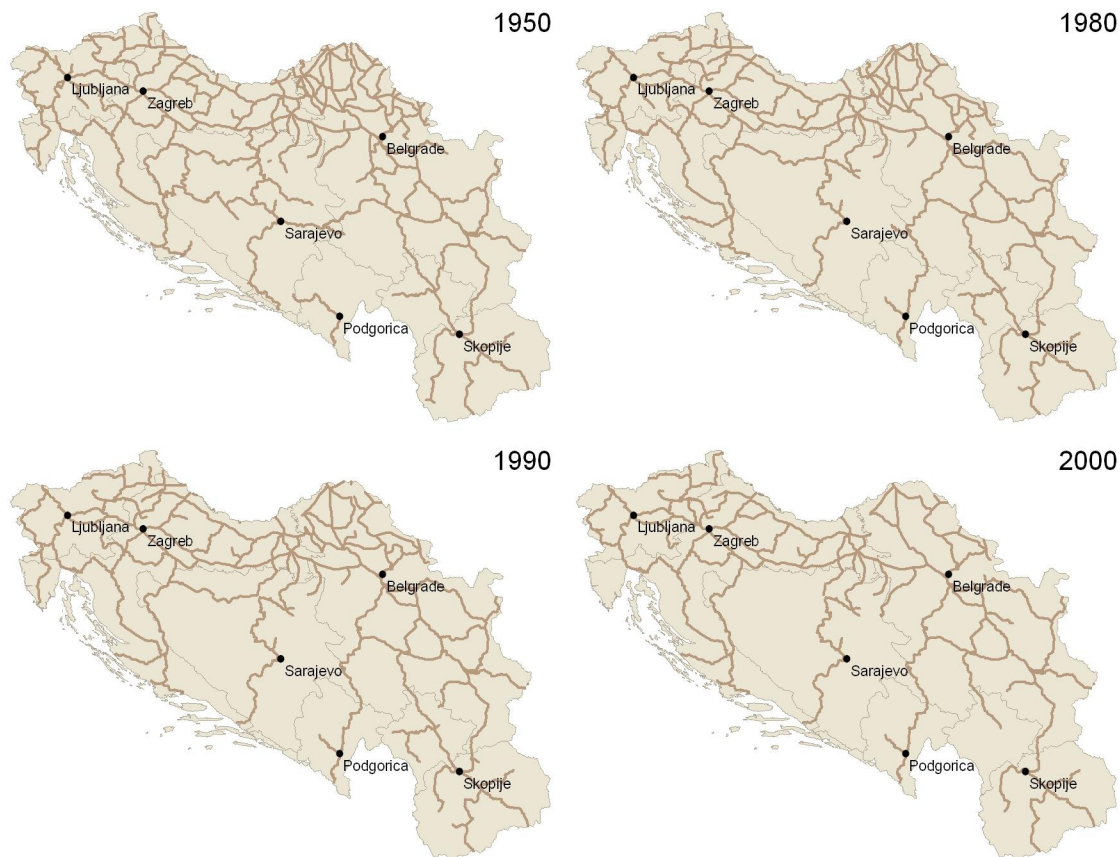 1950
Ljubljana
Zagreb
Belgrade
Sarajevo
Podgorica
Skopije
1980
Ljubljana
Zagreb
Belgrade
Sarajevo
Podgorica
Skopije
1990
Ljubljana
Zagreb
Belgrade
Sarajevo
Podgorica
Skopije
2000
Ljubljana
Zagreb
Belgrade
Sarajevo
Podgorica
Skopije